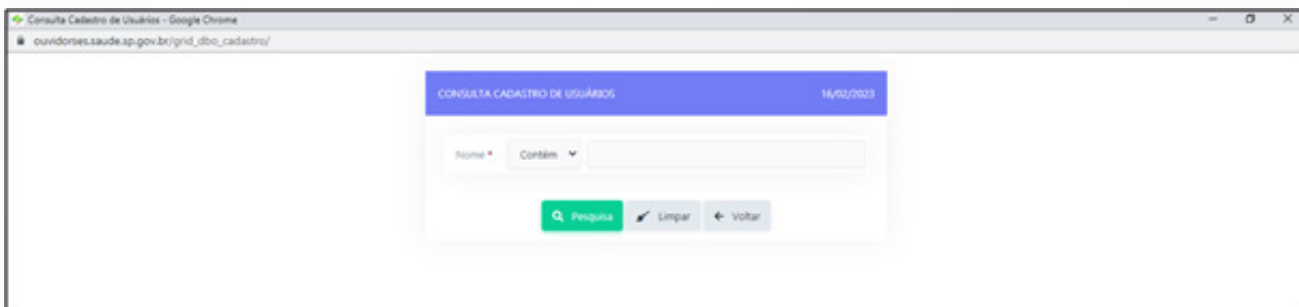 Consulta Cadastro de Usuários - Google Chrome
ouvidorses.saude.sp.gov.br/grid_dbo_cadastro/
CONSULTA CADASTRO DE USUÁRIOS 16/02/2023
Nome * Contém
Pesquisa Limpar Voltar